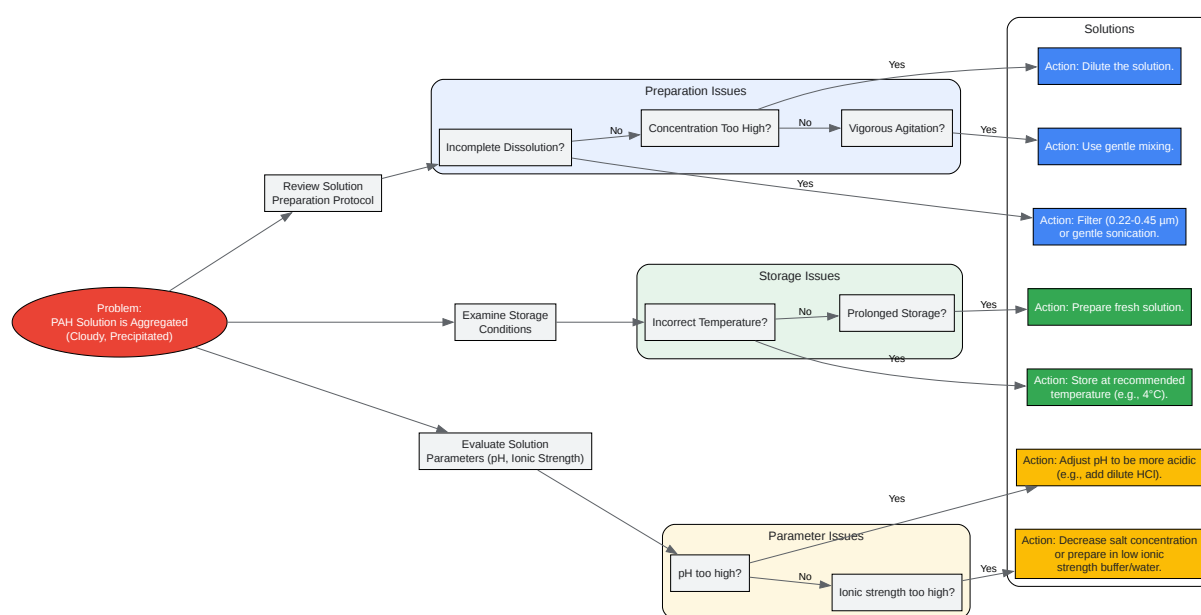 Solutions
Action: Dilute the solution.
Yes
Preparation Issues
Concentration Too High?
No
Vigorous Agitation?
Yes
Action: Use gentle mixing.
No
Incomplete Dissolution?
Yes
Review Solution
Preparation Protocol
Action: Filter (0.22-0.45 µm)
or gentle sonication.
Storage Issues
Problem:
PAH Solution is Aggregated
(Cloudy, Precipitated)
Examine Storage
Conditions
Incorrect Temperature?
No
Prolonged Storage?
Yes
Action: Prepare fresh solution.
Yes
Action: Store at recommended
temperature (e.g., 4°C).
Evaluate Solution
Parameters (pH, Ionic Strength)
Action: Adjust pH to be more acidic
(e.g., add dilute HCl).
Yes
Parameter Issues
pH too high?
No
Ionic strength too high?
Yes
Action: Decrease salt concentration
or prepare in low ionic
strength buffer/water.